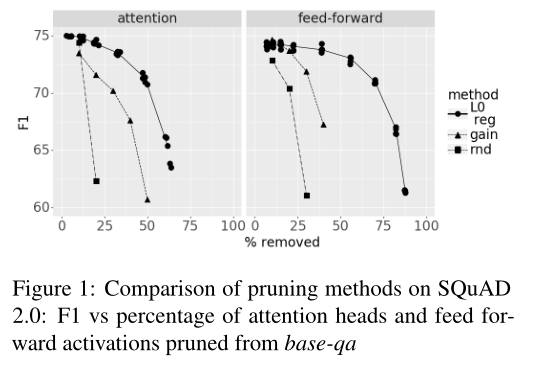 attention
feed-forward
75
70
65
60
F1
0
25
50
75
100
0
25
50
75
100
% removed
method
L0
reg
gain
rnd
Figure 1: Comparison of pruning methods on SQuAD
2.0: F1 vs percentage of attention heads and feed for-
ward activations pruned from base-qa